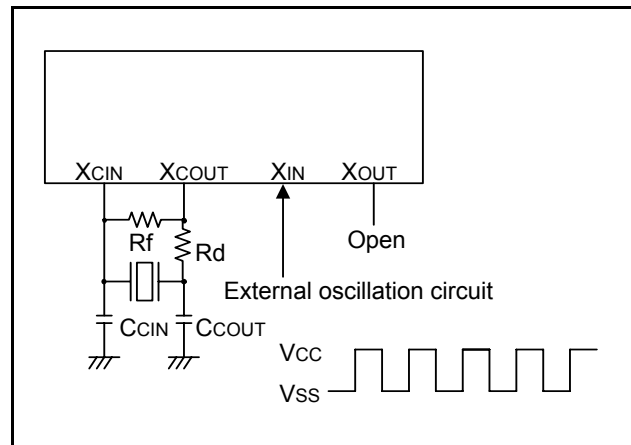 XCIN XCOUT XIN XOUT
Rf
Rd
Open
External oscillation circuit
CCIN CCOUT
VCC
VSS